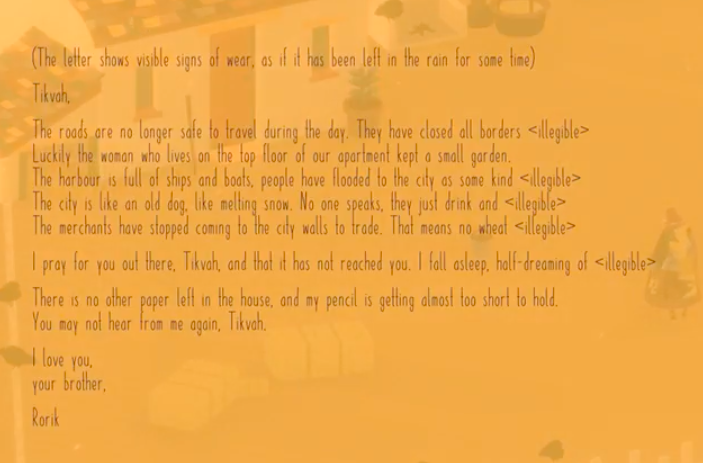 (The letter shows visible signs of wear, as if it has been left in the rain for some time)
Tikvah,
The roads are no longer safe to travel during the day. They have closed all borders <illegible>
Luckily the woman who lives on the top floor of our apartment kept a small garden.
The harbour is full of ships and boats, people have flooded to the city as some kind <illegible>
The city is like an old dog, like melting snow. No one speaks, they just drink and <illegible>
The merchants have stopped coming to the city walls to trade. That means no wheat <illegible>
I pray for you out there, Tikvah, and that it has not reached you. I fall asleep, half-dreaming of <illegible>
There is no other paper left in the house, and my pencil is getting almost too short to hold.
You may not hear from me again, Tikvah.
I love you,
your brother,
Rorik